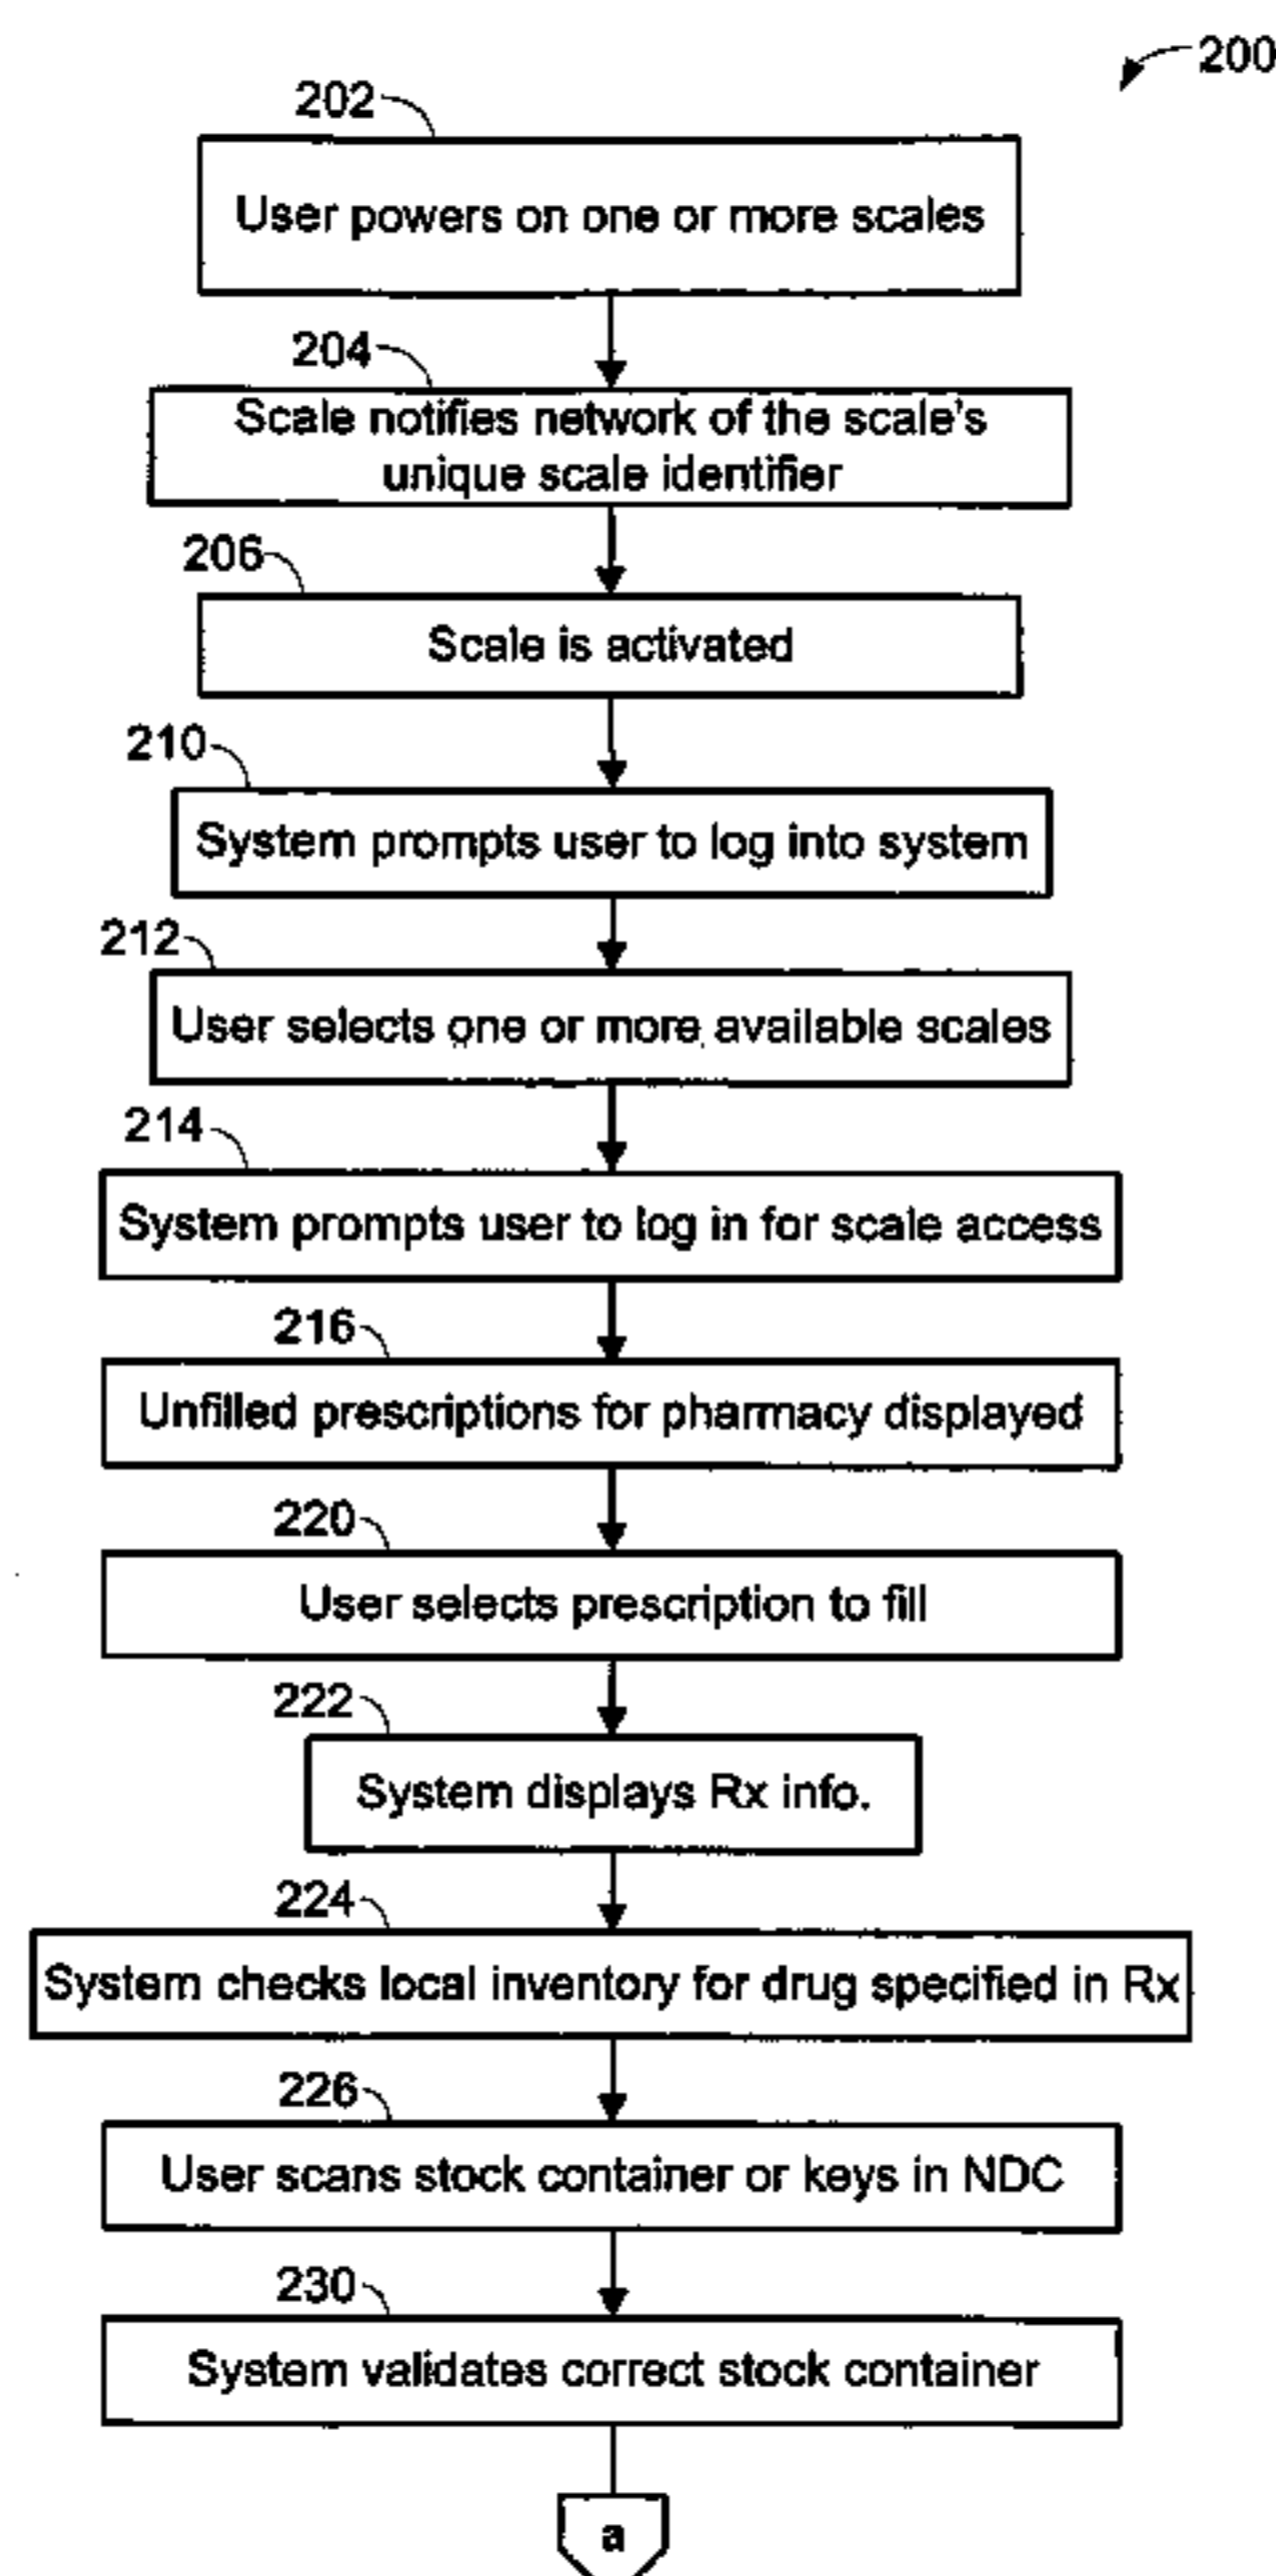 200
202
User powers on one or more scales
204
Scale notifies network of the scale's
unique scale identifier
206
Scale is activated
210
System prompts user to log into system
212
User selects one or more available scales
214
System prompts user to log in for scale access
216
Unfilled prescriptions for pharmacy displayed
220
User selects prescription to fill
222
System displays Rx info.
224
System checks local inventory for drug specified in Rx
226
User scans stock container or keys in NDC
230
System validates correct stock container
a